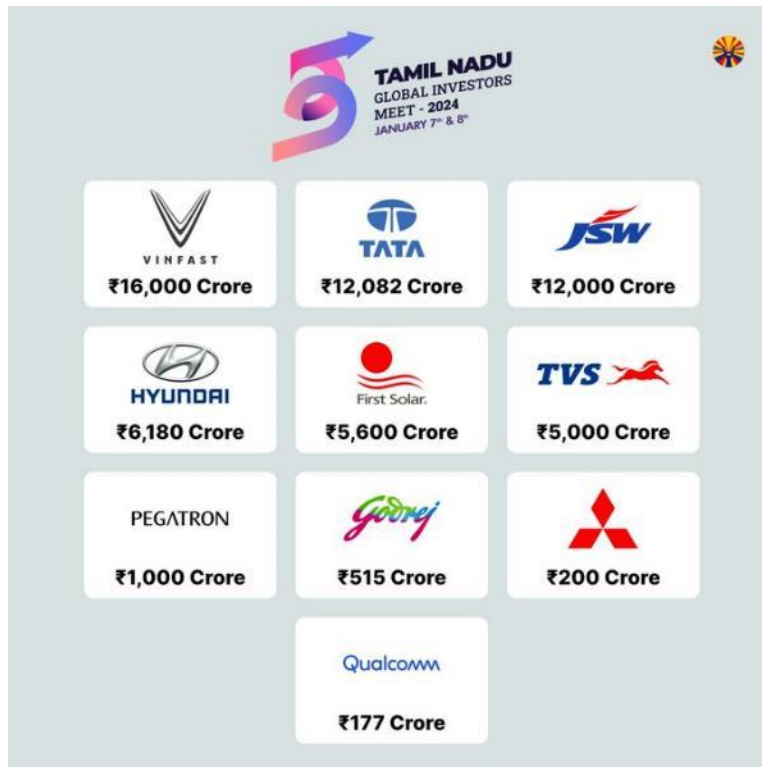 5
TAMIL NADU
GLOBAL INVESTORS
MEET - 2024
JANUARY 7th & 8th
VINFAST
₹16,000 Crore
TATA
₹12,082 Crore
JSW
₹12,000 Crore
HYUNDAI
₹6,180 Crore
First Solar.
₹5,600 Crore
TVS
₹5,000 Crore
PEGATRON
₹1,000 Crore
Godrej
₹515 Crore
₹200 Crore
Qualcomm
₹177 Crore